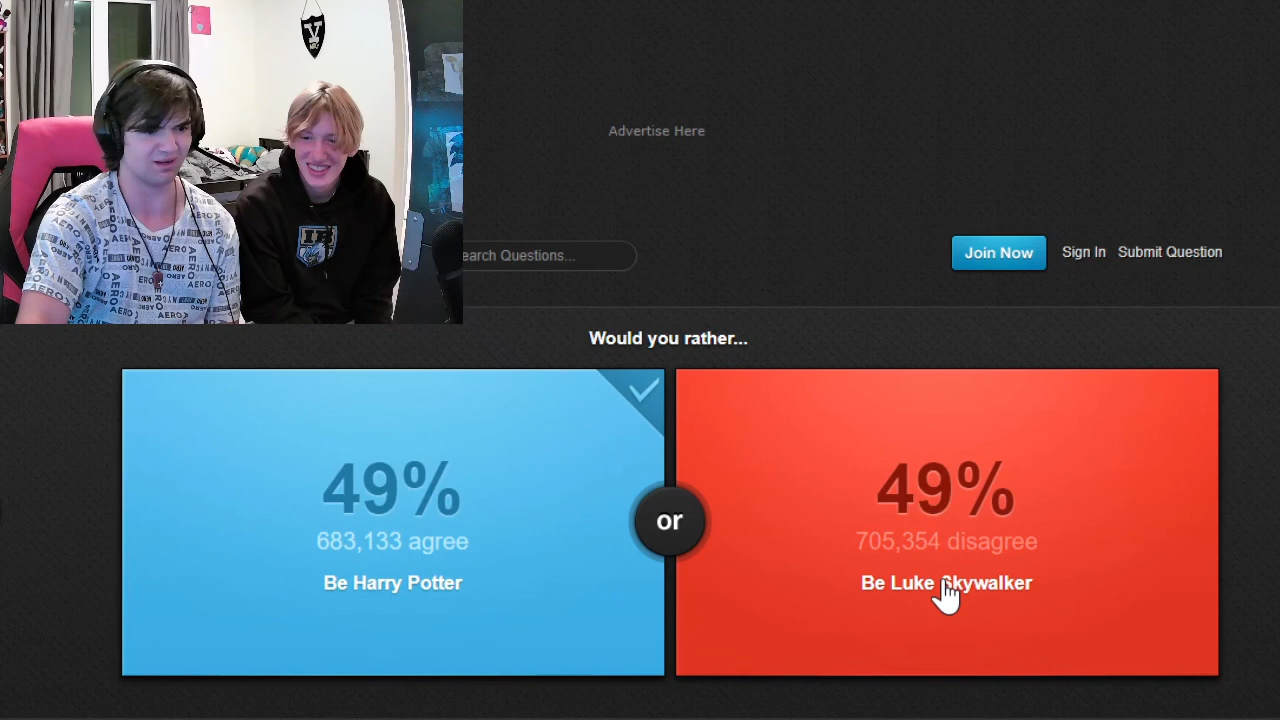 Advertise Here
earch Questions...
Join Now
Sign In
Submit Question
Would you rather...
49%
683,133 agree
Be Harry Potter
or
49%
705,354 disagree
Be Luke Skywalker
AERO